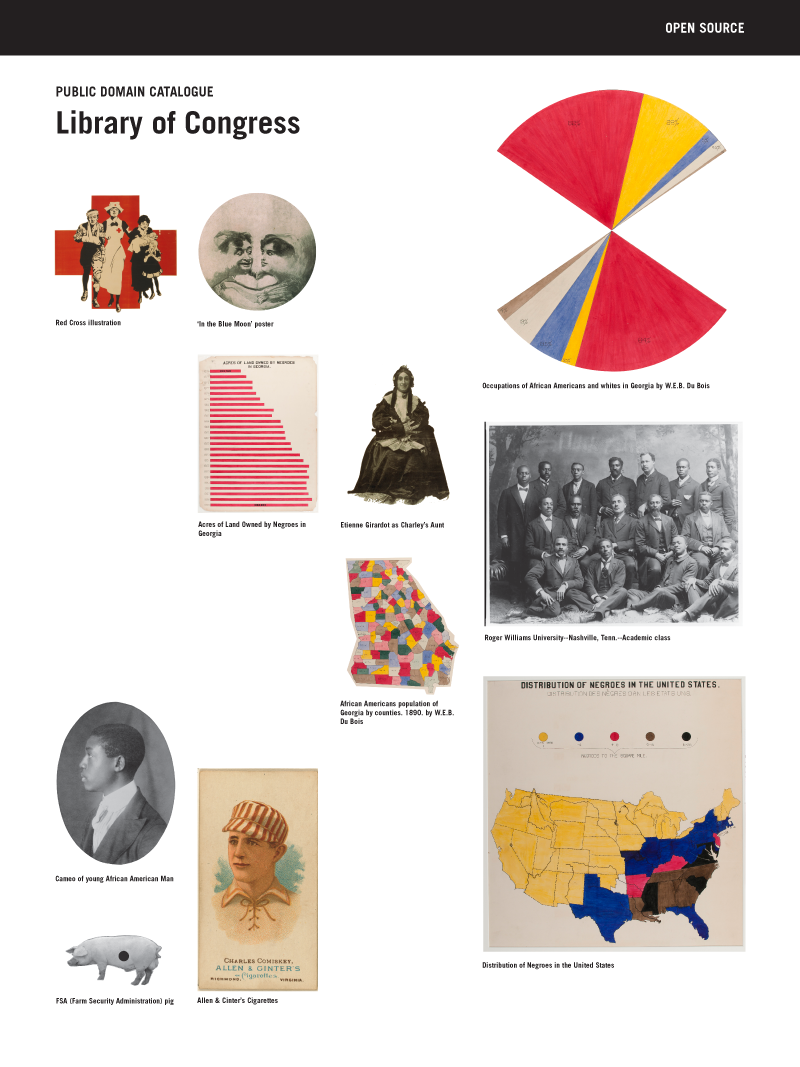 OPEN SOURCE
PUBLIC DOMAIN CATALOGUE
Library of Congress
Red Cross illustration
'In the Blue Moon' poster
Occupations of African Americans and whites in Georgia by W.E.B. Du Bois
ACRES OF LAND OWNED BY NEGROES
IN GEORGIA.
Acres of Land Owned by Negroes in
Georgia
Etienne Girardot as Charley's Aunt
Roger Williams University--Nashville, Tenn.--Academic class
African Americans population of
Georgia by counties. 1890. by W.E.B.
Du Bois
DISTRIBUTION OF NEGROES IN THE UNITED STATES.
NEGROES TO THE SQUARE MILE
Distribution of Negroes in the United States
Cameo of young African American Man
CHARLES COMISKEY.
ALLEN & GINTER'S
Cigarettes
RICHMOND, VIRGINIA.
FSA (Farm Security Administration) pig
Allen & Cinter's Cigarettes